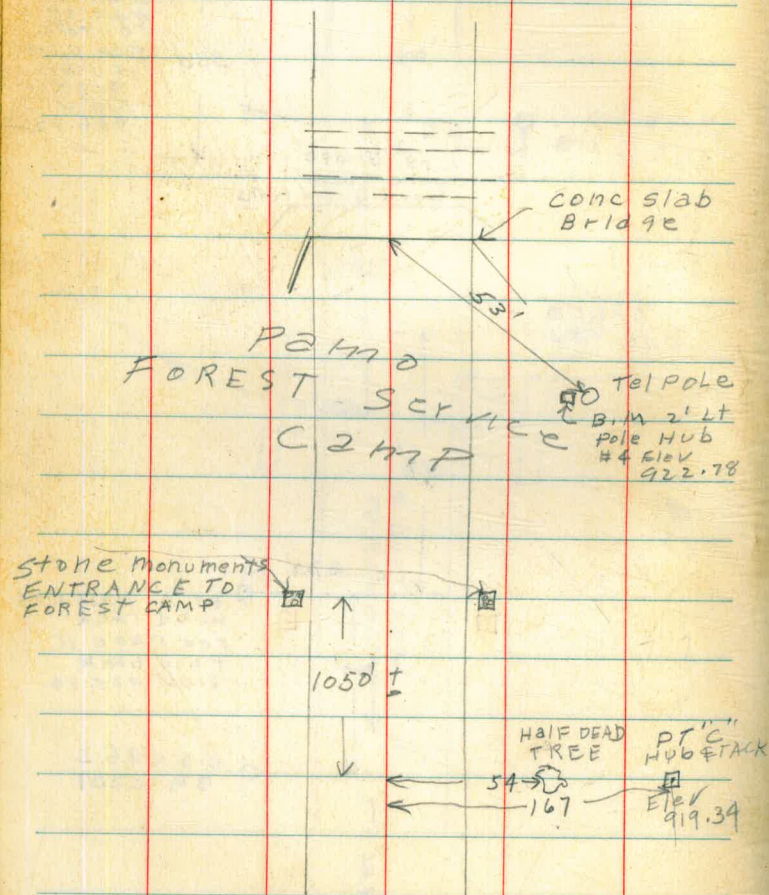 Conc Slab
Bridge
53'
Pamo
FOREST Service
Camp
Tel Pole
B.M 2' Lt
Pole Hub
#4 Elev
922.78
Stone Monuments
ENTRANCE TO
FOREST CAMP
1050' ±
HALF DEAD
TREE
PT "C"
Hub & TACK
54
167
Elev
919.34